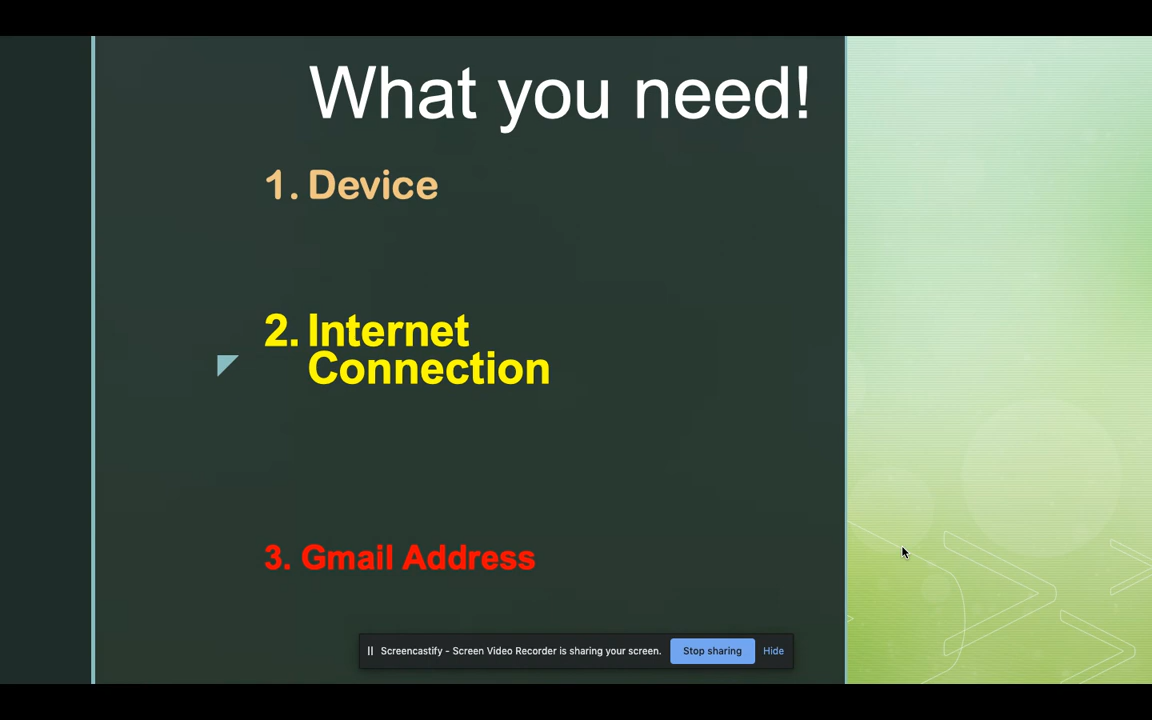 What you need!
1. Device
2. Internet
Connection
3. Gmail Address
Screencastify - Screen Video Recorder is sharing your screen. Stop sharing Hide